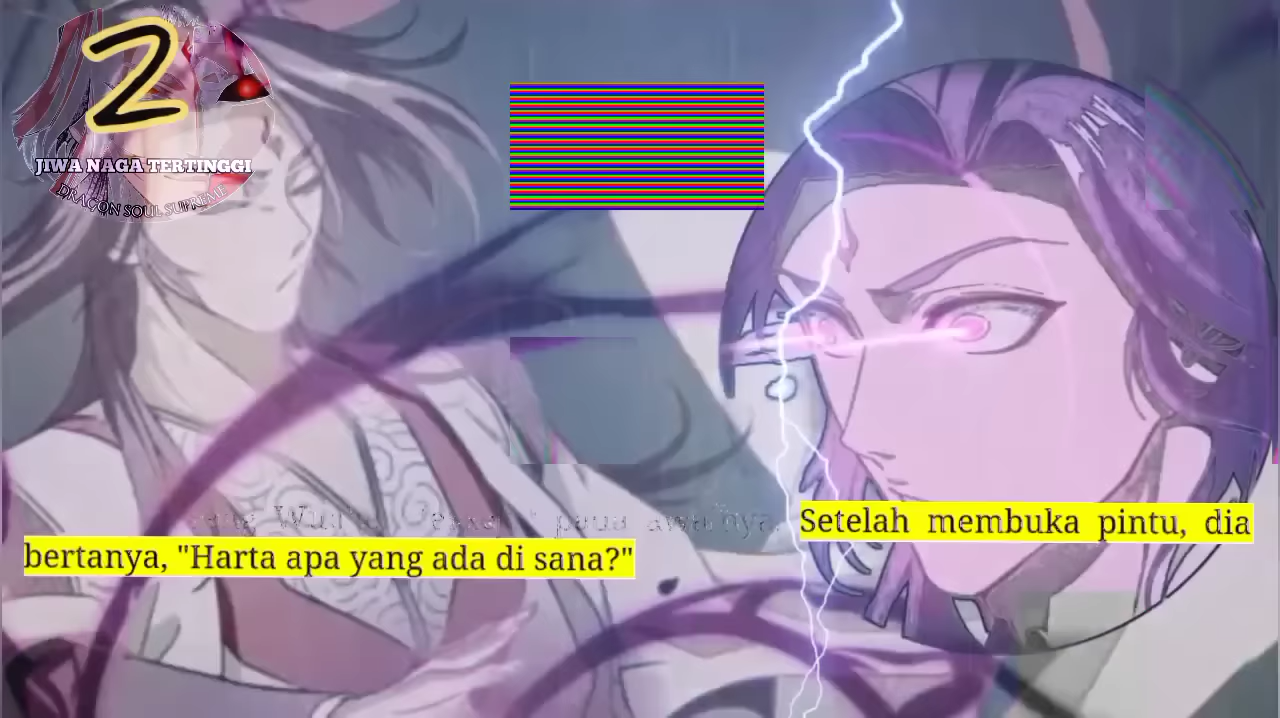 2
JIWA NAGA TERTINGGI
DRAGON SOUL SUPREME
Setelah membuka pintu, dia
bertanya, "Harta apa yang ada di sana?"